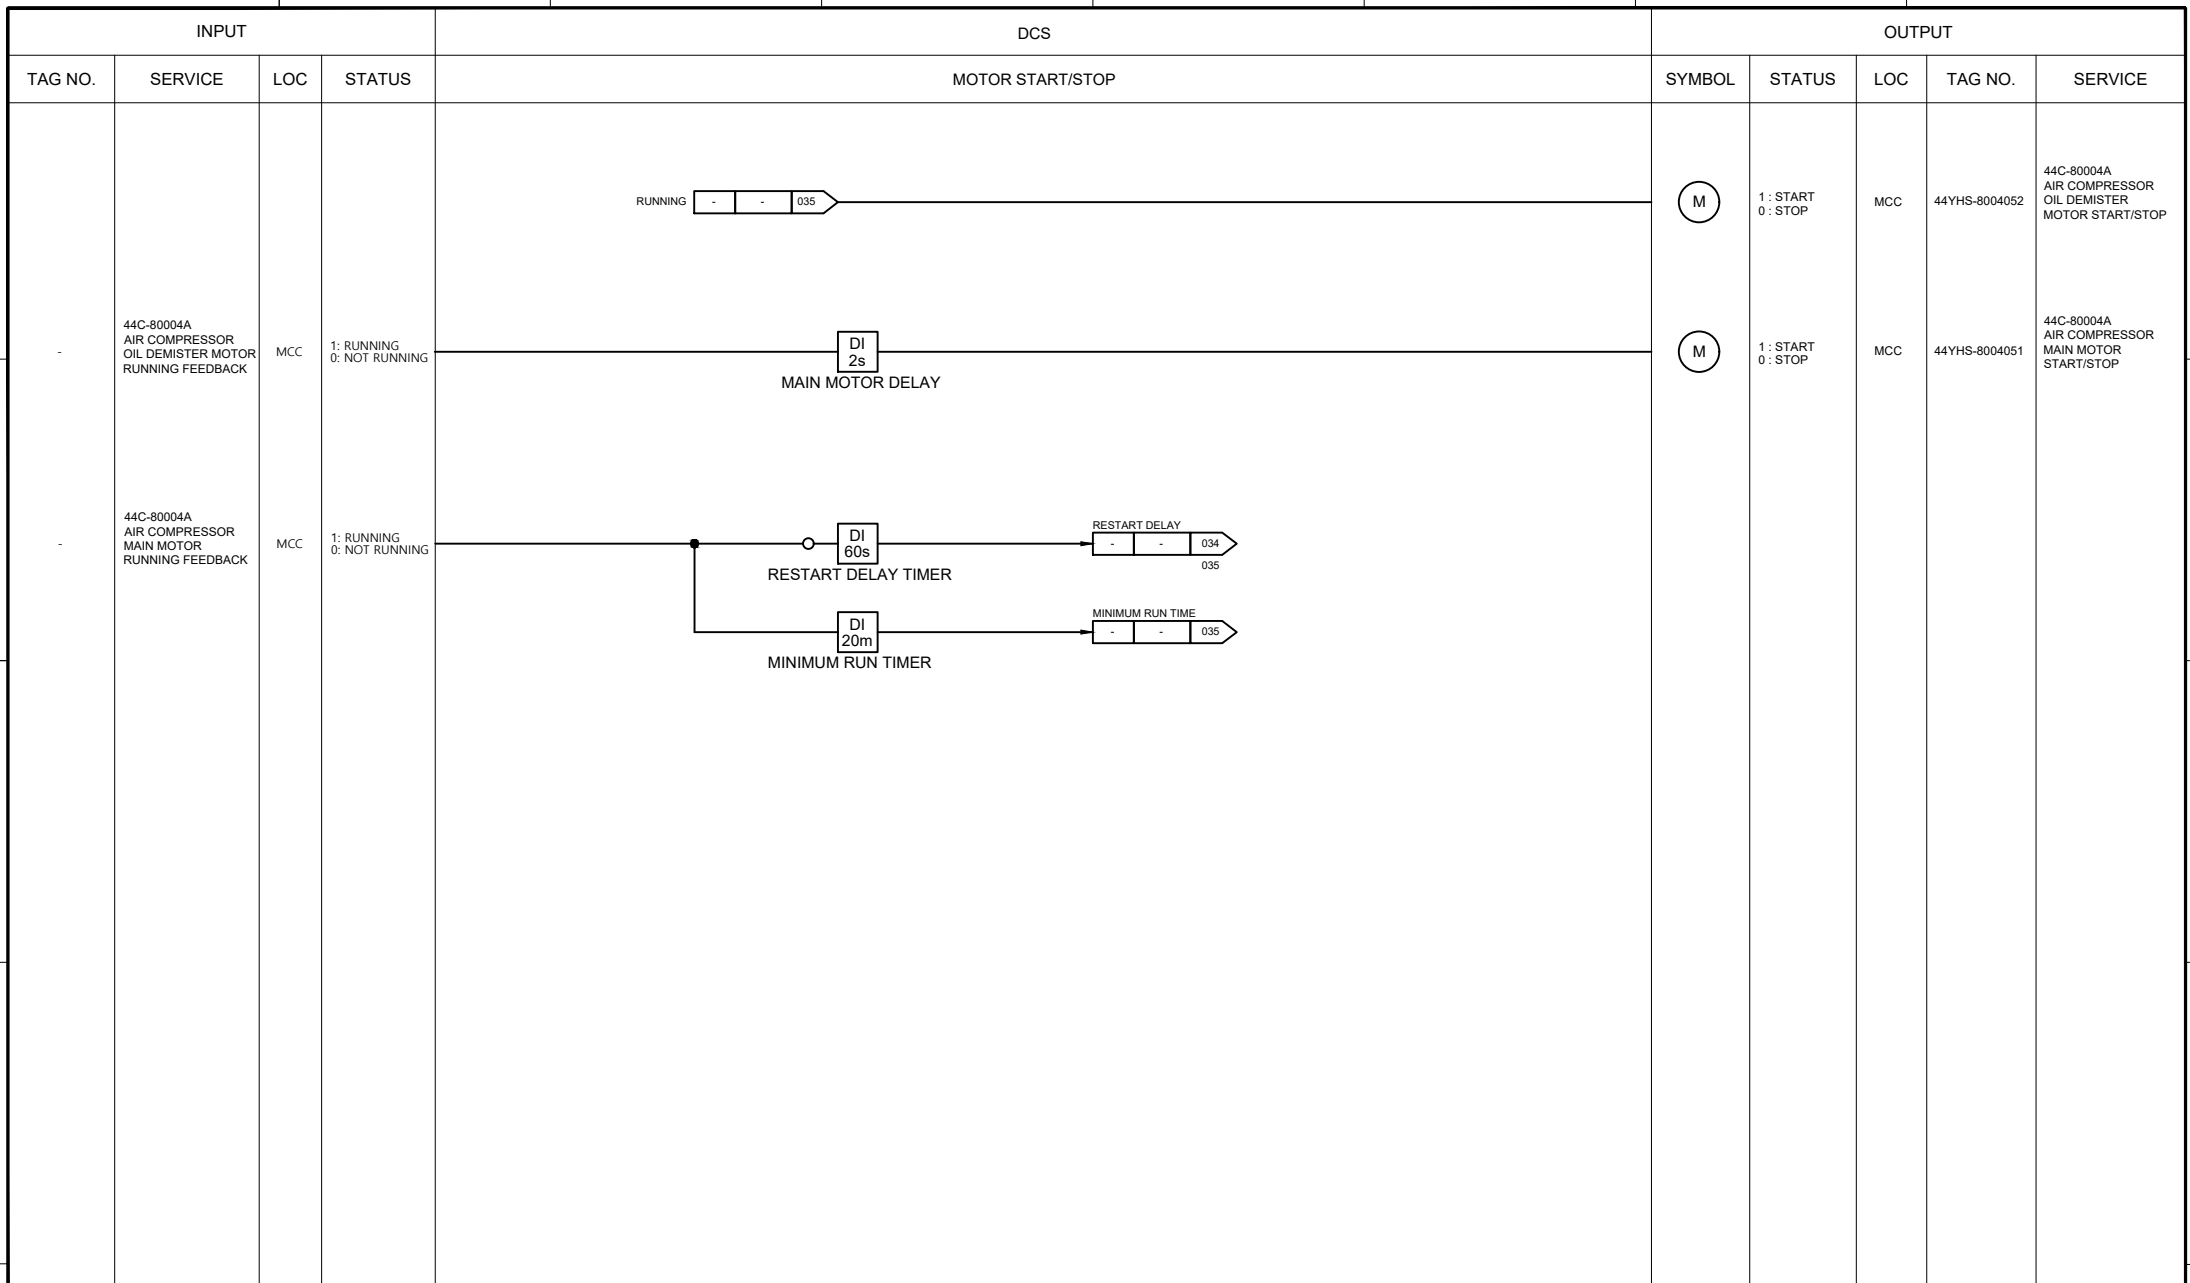 INPUT
DCS
OUTPUT
TAG NO.
SERVICE
LOC
STATUS
MOTOR START/STOP
SYMBOL
STATUS
LOC
TAG NO.
SERVICE
RUNNING
-
-
035
M
1 : START
0 : STOP
MCC
44YHS-8004052
44C-80004A
AIR COMPRESSOR
OIL DEMISTER
MOTOR START/STOP
-
44C-80004A
AIR COMPRESSOR
OIL DEMISTER MOTOR
RUNNING FEEDBACK
MCC
1: RUNNING
0: NOT RUNNING
DI
2s
MAIN MOTOR DELAY
M
1 : START
0 : STOP
MCC
44YHS-8004051
44C-80004A
AIR COMPRESSOR
MAIN MOTOR
START/STOP
-
44C-80004A
AIR COMPRESSOR
MAIN MOTOR
RUNNING FEEDBACK
MCC
1: RUNNING
0: NOT RUNNING
DI
60s
RESTART DELAY TIMER
RESTART DELAY
-
-
034
035
DI
20m
MINIMUM RUN TIMER
MINIMUM RUN TIME
-
-
035